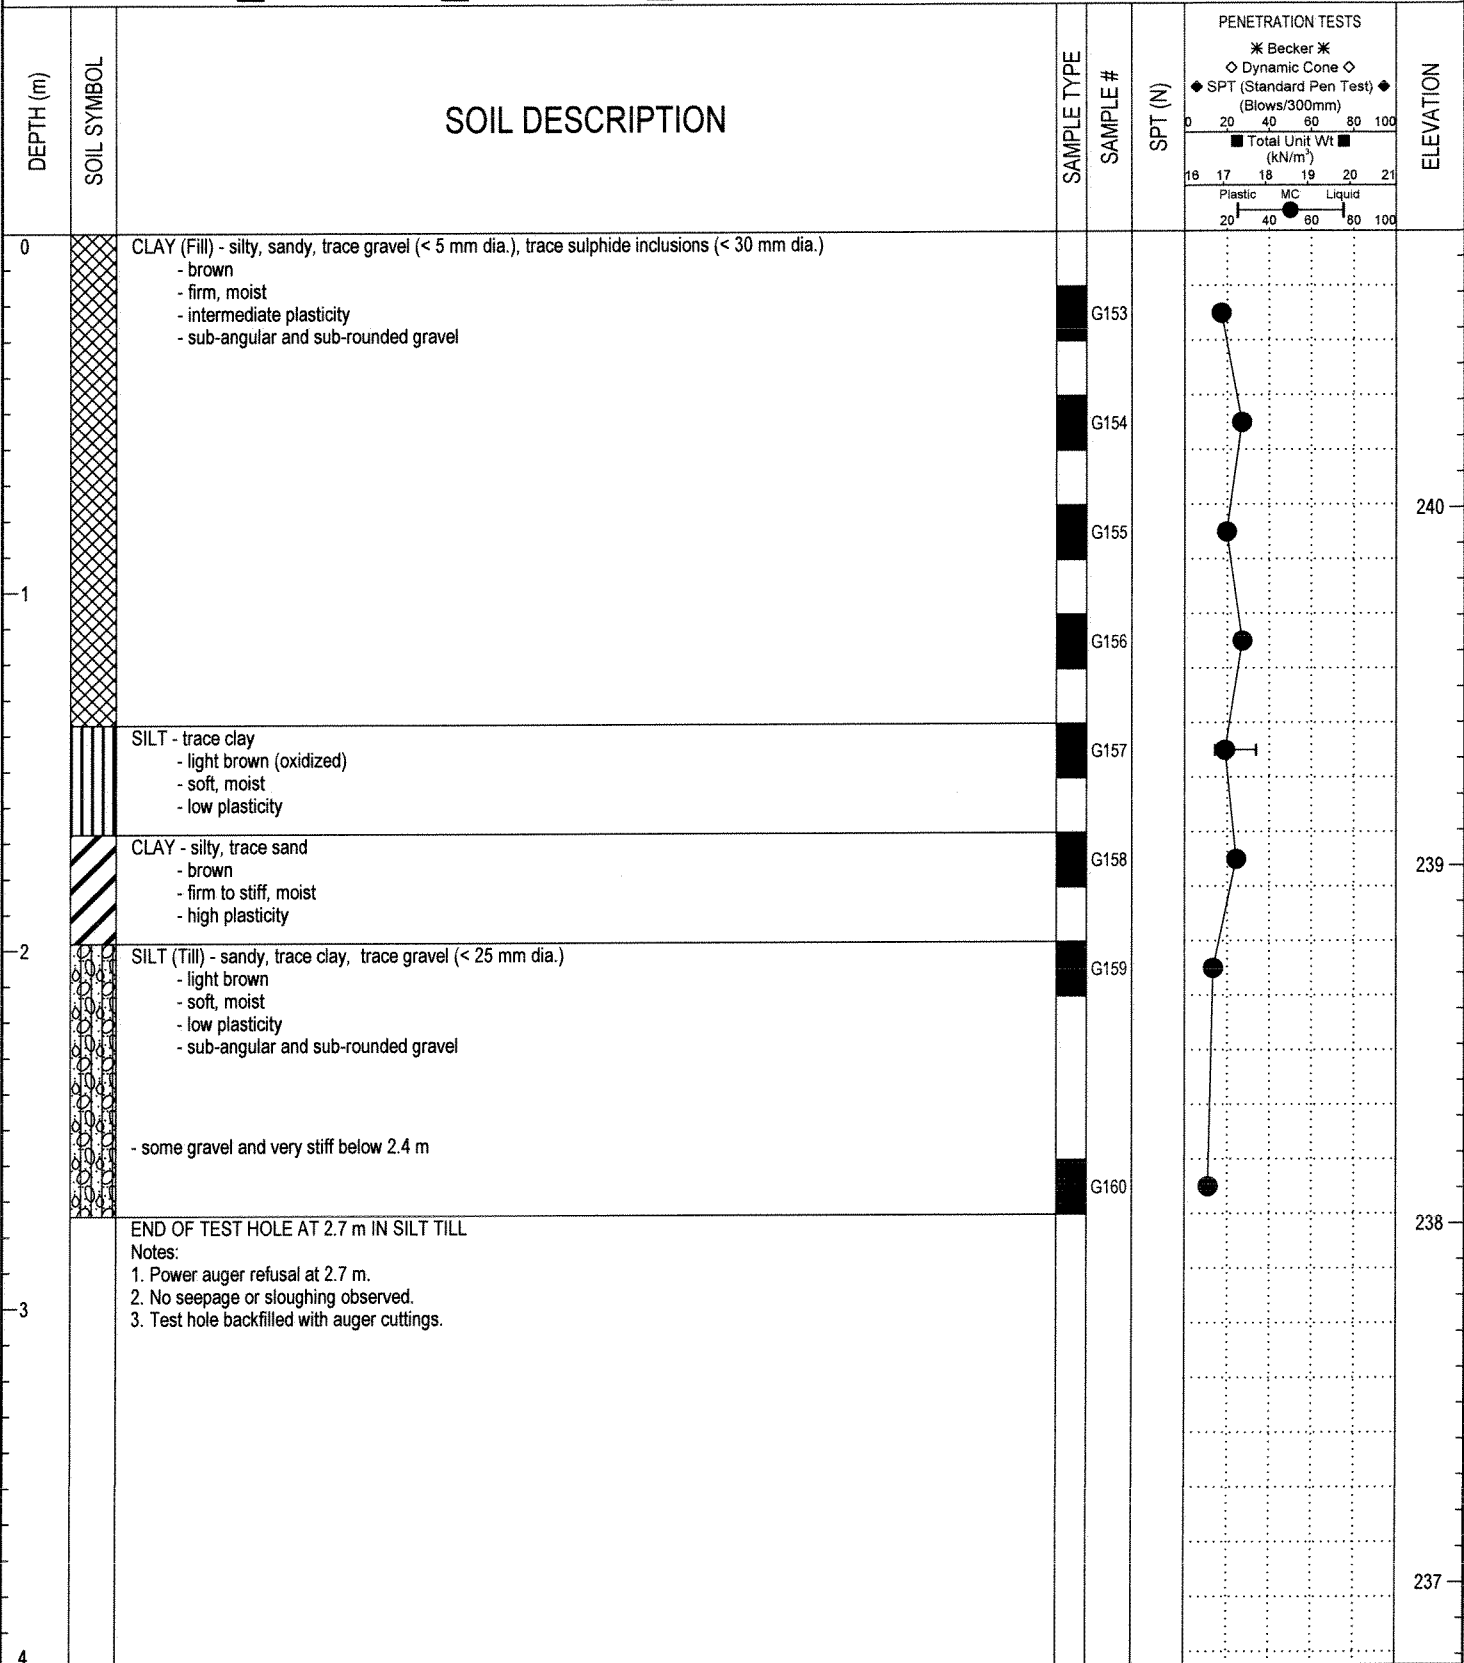 DEPTH (m)
SOIL SYMBOL
SOIL DESCRIPTION
SAMPLE TYPE
SAMPLE #
SPT (N)
PENETRATION TESTS
✳ Becker ✳
◇ Dynamic Cone ◇
◆ SPT (Standard Pen Test) ◆
(Blows/300mm)
0 20 40 60 80 100
■ Total Unit Wt ■
(kN/m³)
16 17 18 19 20 21
Plastic MC Liquid
20 40 60 80 100
ELEVATION
0
CLAY (Fill) - silty, sandy, trace gravel (< 5 mm dia.), trace sulphide inclusions (< 30 mm dia.)
- brown
- firm, moist
- intermediate plasticity
- sub-angular and sub-rounded gravel
G153
G154
240
G155
1
G156
SILT - trace clay
- light brown (oxidized)
- soft, moist
- low plasticity
G157
CLAY - silty, trace sand
- brown
- firm to stiff, moist
- high plasticity
G158
239
2
SILT (Till) - sandy, trace clay, trace gravel (< 25 mm dia.)
- light brown
- soft, moist
- low plasticity
- sub-angular and sub-rounded gravel
G159
- some gravel and very stiff below 2.4 m
G160
238
END OF TEST HOLE AT 2.7 m IN SILT TILL
Notes:
1. Power auger refusal at 2.7 m.
2. No seepage or sloughing observed.
3. Test hole backfilled with auger cuttings.
3
237
4